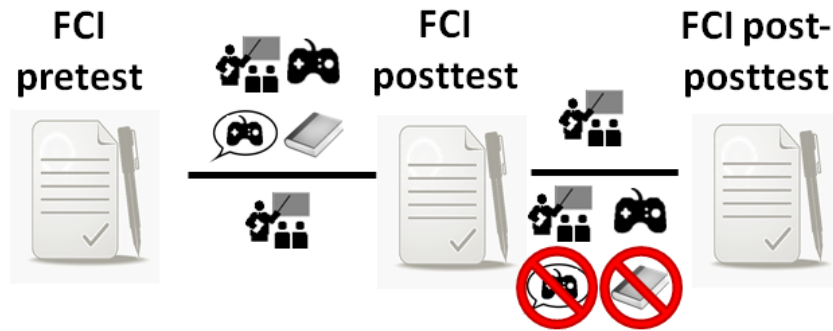 FCI
pretest
FCI
posttest
FCI post-
posttest